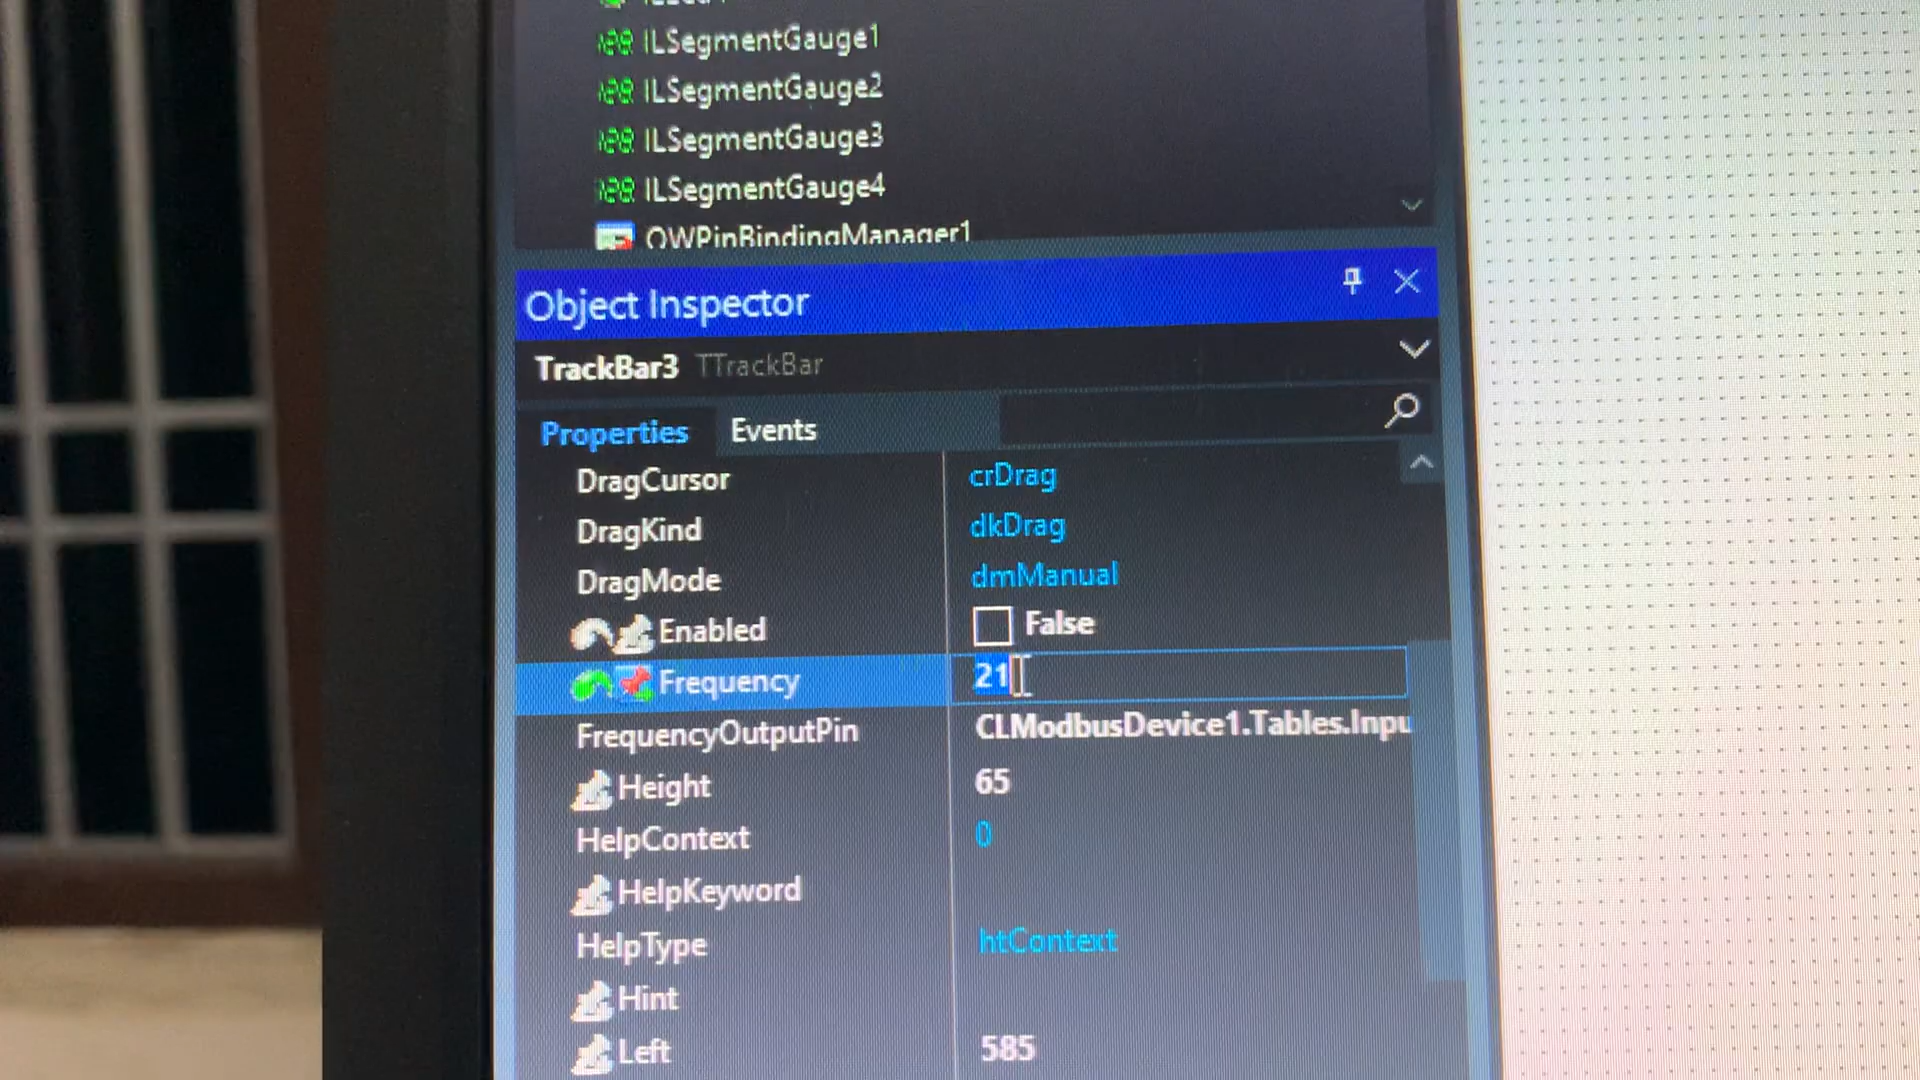 ILSegmentGauge1
ILSegmentGauge2
ILSegmentGauge3
ILSegmentGauge4
OWPinBindingManager1
Object Inspector
TrackBar3 TTrackBar
Properties Events
DragCursor crDrag
DragKind dkDrag
DragMode dmManual
Enabled False
Frequency 21
FrequencyOutputPin CLModbusDevice1.Tables.Inpu
Height 65
HelpContext 0
HelpKeyword
HelpType htContext
Hint
Left 585